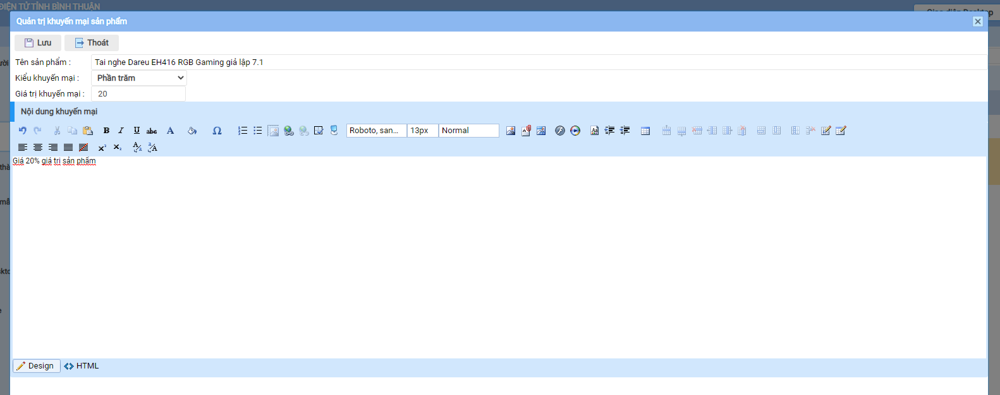 ĐIỆN TỬ TỈNH BÌNH THUẬN
Quản trị khuyến mại sản phẩm
Lưu Thoát
Tên sản phẩm : Tai nghe Dareu EH416 RGB Gaming giả lập 7.1
Kiểu khuyến mại : Phần trăm
Giá trị khuyến mại : 20
Nội dung khuyến mại
Roboto, san... 13px Normal
Giá 20% giá tri sản phẩm
Design HTML